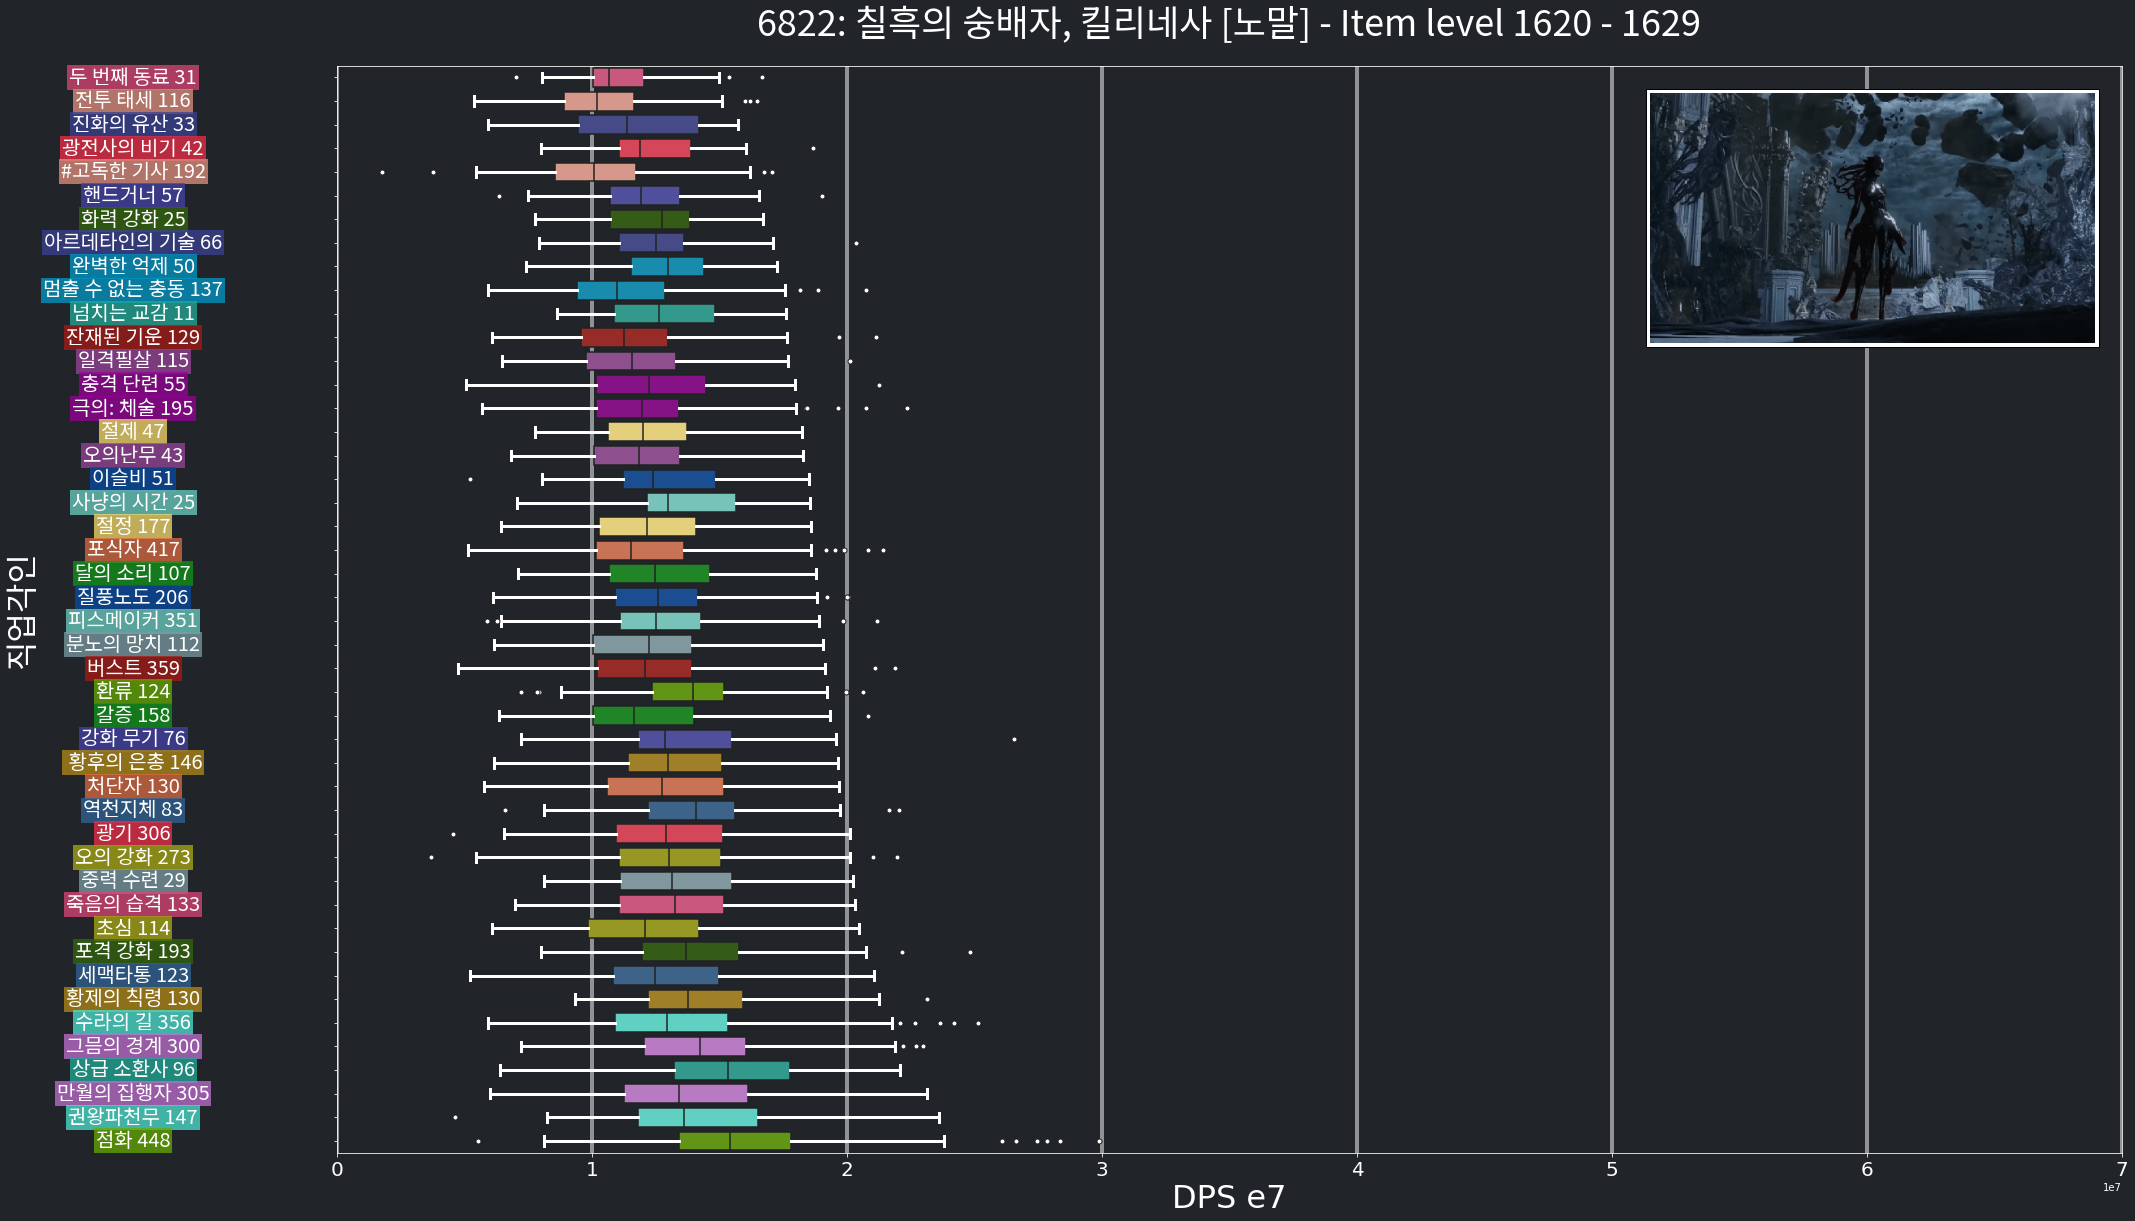 6822: 칠흑의 숭배자, 킬리네사 [노말] - Item level 1620 - 1629
두 번째 동료 31
전투 태세 116
진화의 유산 33
광전사의 비기 42
#고독한 기사 192
핸드거너 57
화력 강화 25
아르데타인의 기술 66
완벽한 억제 50
멈출 수 없는 충동 137
넘치는 교감 11
잔재된 기운 129
일격필살 115
충격 단련 55
극의: 체술 195
절제 47
오의난무 43
이슬비 51
사냥의 시간 25
절정 177
포식자 417
달의 소리 107
질풍노도 206
피스메이커 351
분노의 망치 112
버스트 359
환류 124
갈증 158
강화 무기 76
황후의 은총 146
처단자 130
역천지체 83
광기 306
오의 강화 273
중력 수련 29
죽음의 습격 133
초심 114
포격 강화 193
세맥타통 123
황제의 칙령 130
수라의 길 356
그믐의 경계 300
상급 소환사 96
만월의 집행자 305
권왕파천무 147
점화 448
직업각인
0 1 2 3 4 5 6 7
1e7
DPS e7